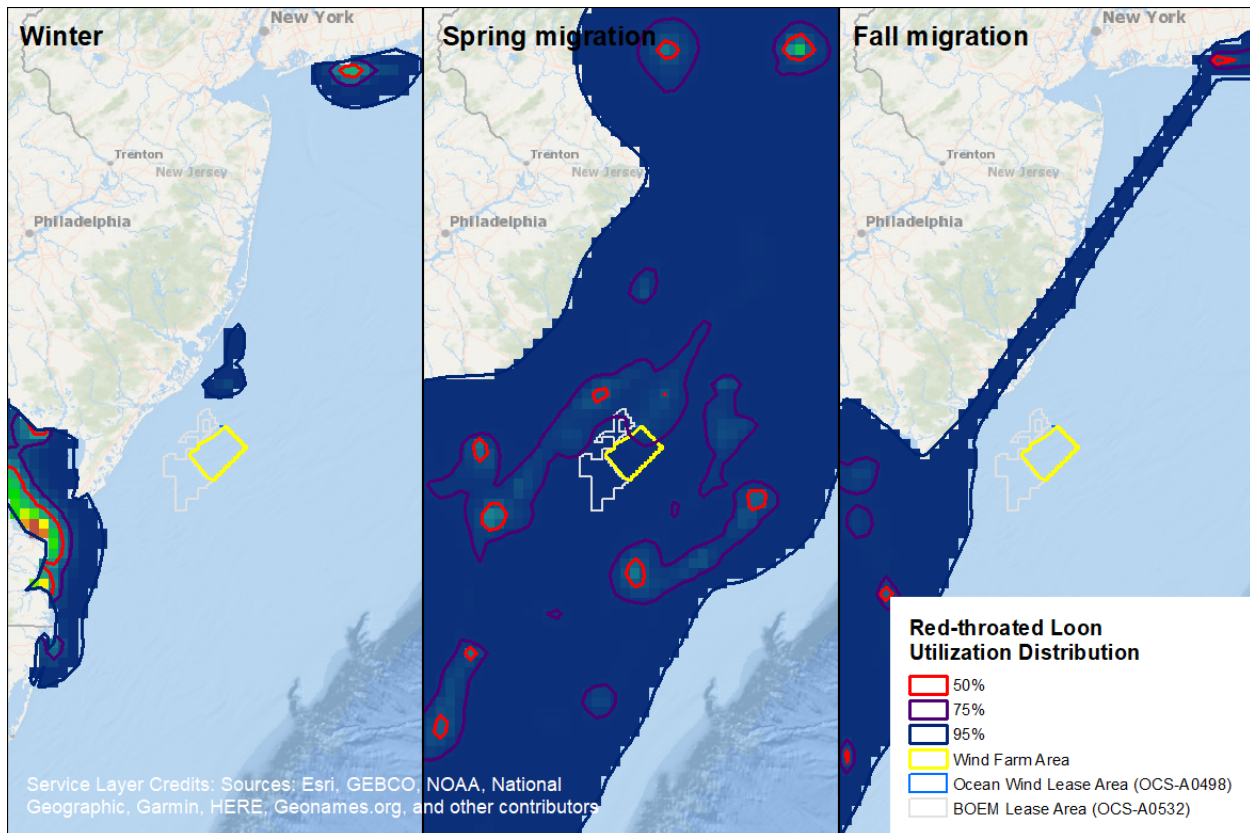 Winter
New York
Trenton
New Jersey
Philadelphia
Service Layer Credits: Sources: Esri, GEBCO, NOAA, National
Geographic, Garmin, HERE, Geonames.org, and other contributors
Spring migration
New York
Trenton
New Jersey
Philadelphia
Fall migration
New York
Trenton
New Jersey
Philadelphia
Red-throated Loon
Utilization Distribution
50%
75%
95%
Wind Farm Area
Ocean Wind Lease Area (OCS-A0498)
BOEM Lease Area (OCS-A0532)